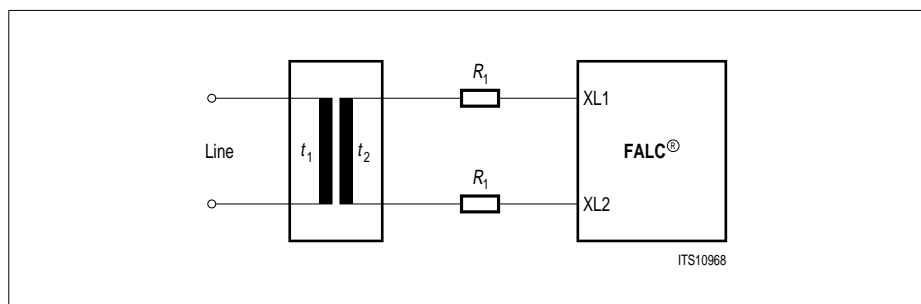 R1
XL1
Line
t1
t2
FALC®
R1
XL2
ITS10968